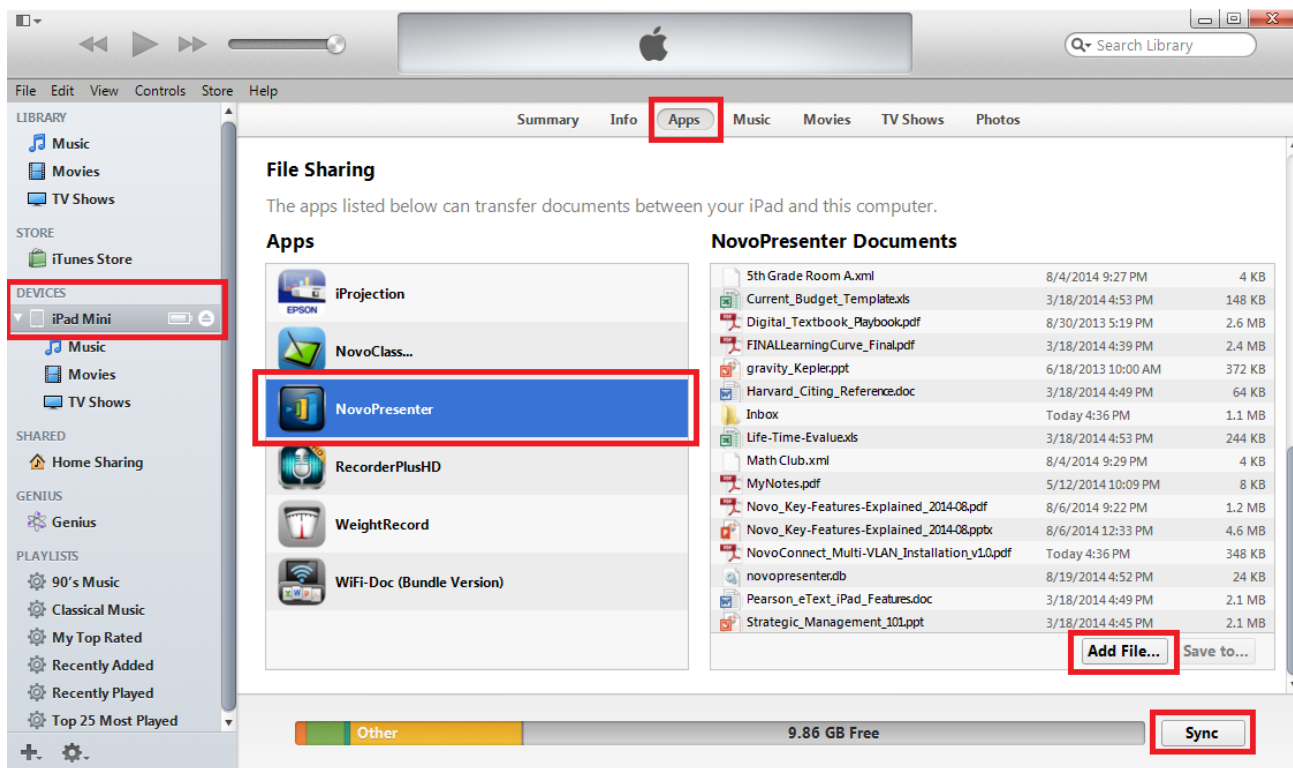 Search Library
File Edit View Controls Store Help
LIBRARY
Music
Movies
TV Shows
STORE
iTunes Store
DEVICES
iPad Mini
Music
Movies
TV Shows
SHARED
Home Sharing
GENIUS
Genius
PLAYLISTS
90's Music
Classical Music
My Top Rated
Recently Added
Recently Played
Top 25 Most Played
Summary Info Apps Music Movies TV Shows Photos
File Sharing
The apps listed below can transfer documents between your iPad and this computer.
Apps
iProjection
EPSON
NovoClass...
NovoPresenter
RecorderPlusHD
WeightRecord
WiFi-Doc (Bundle Version)
NovoPresenter Documents
5th Grade Room A.xml 8/4/2014 9:27 PM 4 KB
Current_Budget_Template.xls 3/18/2014 4:53 PM 148 KB
Digital_Textbook_Playbook.pdf 8/30/2013 5:19 PM 2.6 MB
FINALLearningCurve_Final.pdf 3/18/2014 4:39 PM 2.4 MB
gravity_Kepler.ppt 6/18/2013 10:00 AM 372 KB
Harvard_Citing_Reference.doc 3/18/2014 4:49 PM 64 KB
Inbox Today 4:36 PM 1.1 MB
Life-Time-Evalue.xls 3/18/2014 4:53 PM 244 KB
Math Club.xml 8/4/2014 9:29 PM 4 KB
MyNotes.pdf 5/12/2014 10:09 PM 8 KB
Novo_Key-Features-Explained_2014-08.pdf 8/6/2014 9:22 PM 1.2 MB
Novo_Key-Features-Explained_2014-08.pptx 8/6/2014 12:33 PM 4.6 MB
NovoConnect_Multi-VLAN_Installation_v1.0.pdf Today 4:36 PM 348 KB
novopresenter.db 8/19/2014 4:52 PM 24 KB
Pearson_eText_iPad_Features.doc 3/18/2014 4:49 PM 2.1 MB
Strategic_Management_101.ppt 3/18/2014 4:45 PM 2.1 MB
Add File... Save to...
Other 9.86 GB Free Sync